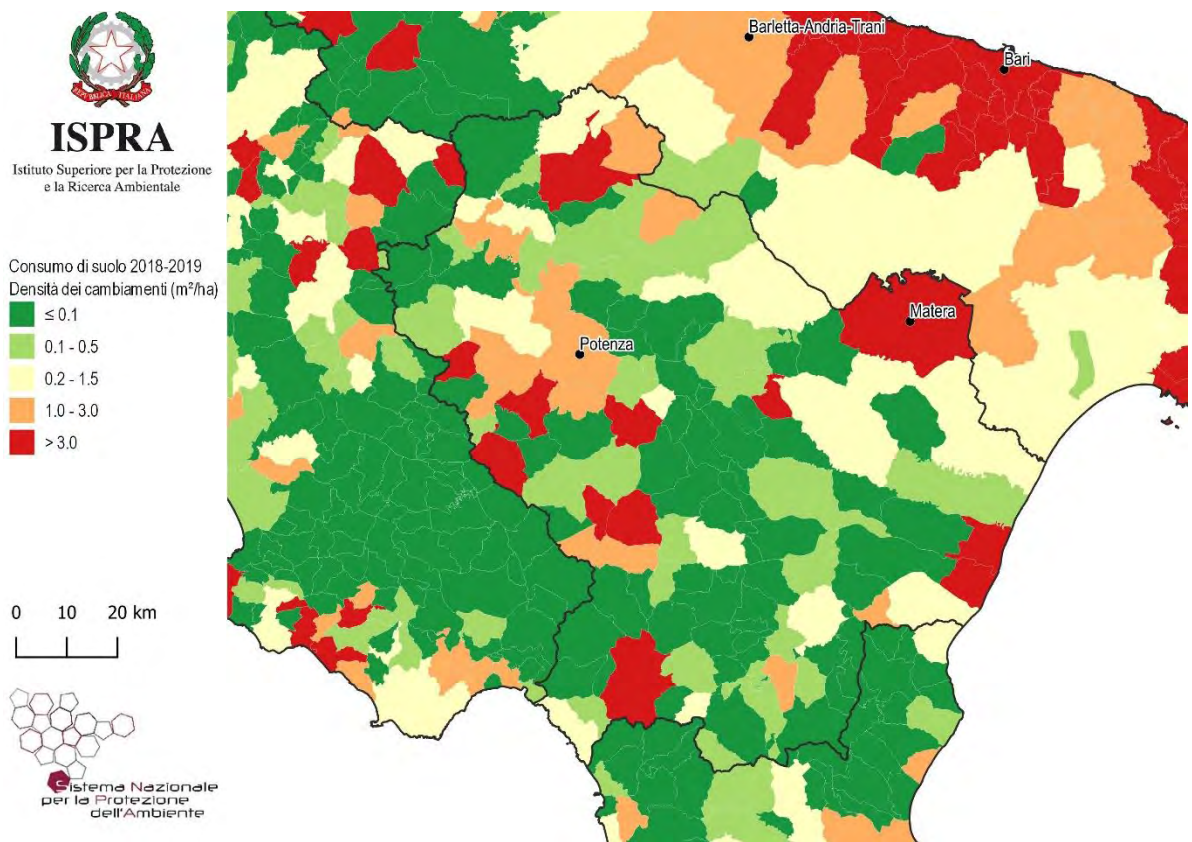 REPVBBLICA ITALIANA
ISPRA
Istituto Superiore per la Protezione
e la Ricerca Ambientale
Consumo di suolo 2018-2019
Densità dei cambiamenti (m²/ha)
≤ 0.1
0.1 - 0.5
0.2 - 1.5
1.0 - 3.0
> 3.0
0 10 20 km
Sistema Nazionale
per la Protezione
dell'Ambiente
Barletta-Andria-Trani
Bari
Matera
Potenza